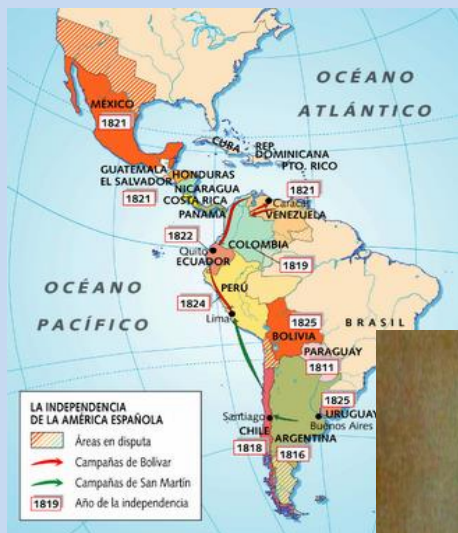 OCÉANO
ATLÁNTICO
MÉXICO
1821
CUBA
REP.
DOMINICANA
PTO. RICO
GUATEMALA
HONDURAS
EL SALVADOR
NICARAGUA
1821
COSTA RICA
PANAMÁ
1821
Caracas
VENEZUELA
1822
COLOMBIA
Quito
ECUADOR
1819
OCÉANO
PACÍFICO
PERÚ
1824
Lima
1825
BRASIL
BOLIVIA
PARAGUAY
1811
1825
URUGUAY
Santiago
Buenos Aires
CHILE
ARGENTINA
1818
1816
LA INDEPENDENCIA
DE LA AMÉRICA ESPAÑOLA
Áreas en disputa
Campañas de Bolívar
Campañas de San Martín
1819 Año de la independencia